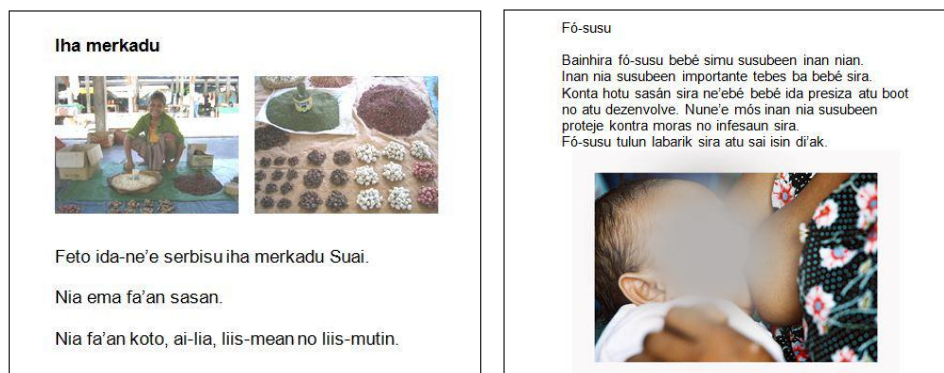 Iha merkadu
Feto ida-ne’e serbisu iha merkadu Suai.
Nia ema fa’an sasan.
Nia fa’an koto, ai-lia, liis-mean no liis-mutin.
Fó-susu
Bainhira fó-susu bebé simu susubeen inan nian.
Inan nia susubeen importante tebes ba bebé sira.
Konta hotu sasán sira ne’ebé bebé ida presiza atu boot
no atu dezenvolve. Nune’e mós inan nia susubeen
proteje kontra moras no infesaun sira.
Fó-susu tulun labarik sira atu sai isin di’ak.